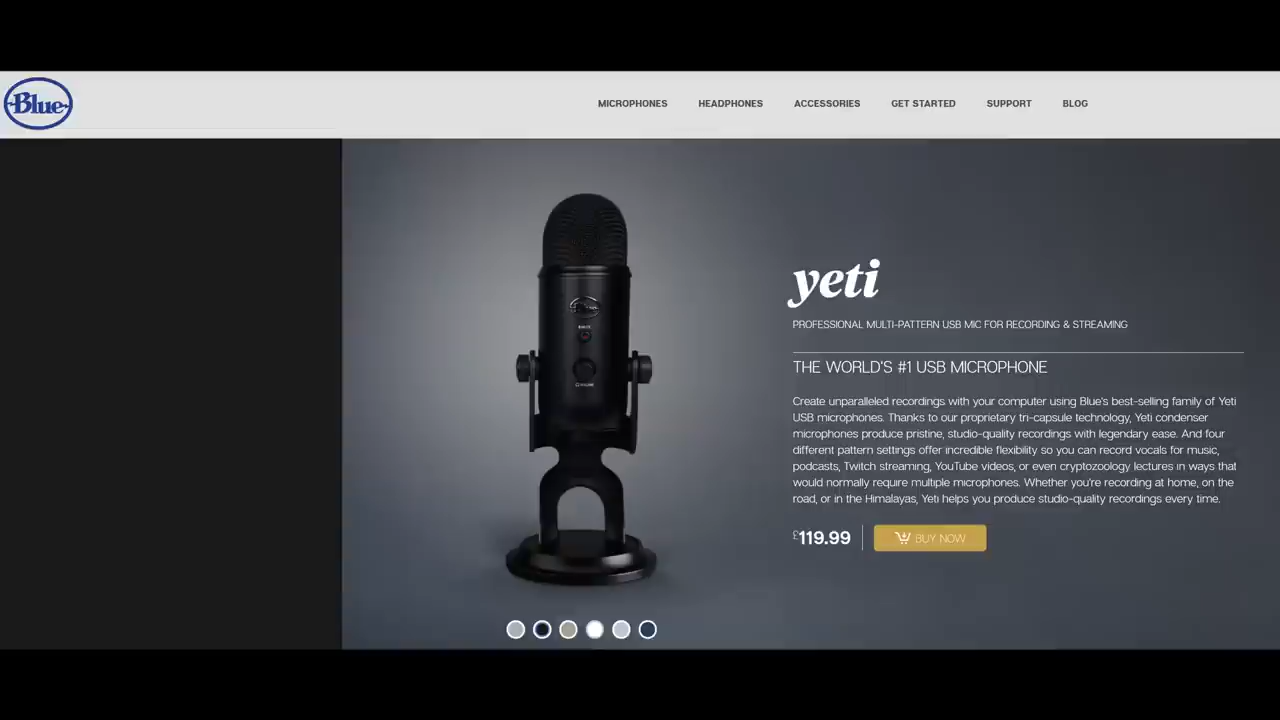 Blue
MICROPHONES
HEADPHONES
ACCESSORIES
GET STARTED
SUPPORT
BLOG
yeti
PROFESSIONAL MULTI-PATTERN USB MIC FOR RECORDING & STREAMING
THE WORLD'S #1 USB MICROPHONE
Create unparalleled recordings with your computer using Blue's best-selling family of Yeti
USB microphones. Thanks to our proprietary tri-capsule technology, Yeti condenser
microphones produce pristine, studio-quality recordings with legendary ease. And four
different pattern settings offer incredible flexibility so you can record vocals for music,
podcasts, Twitch streaming, YouTube videos, or even cryptozoology lectures in ways that
would normally require multiple microphones. Whether you're recording at home, on the
road, or in the Himalayas, Yeti helps you produce studio-quality recordings every time.
£119.99
BUY NOW